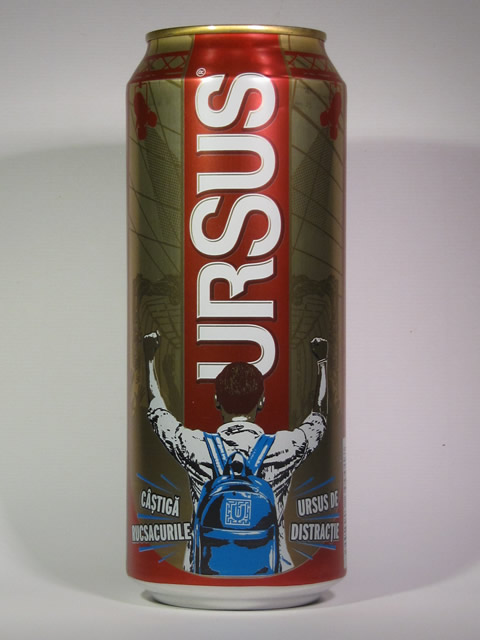 URSUS®
CÂȘTIGĂ
RUCSACURILE
URSUS DE
DISTRACȚIE
U